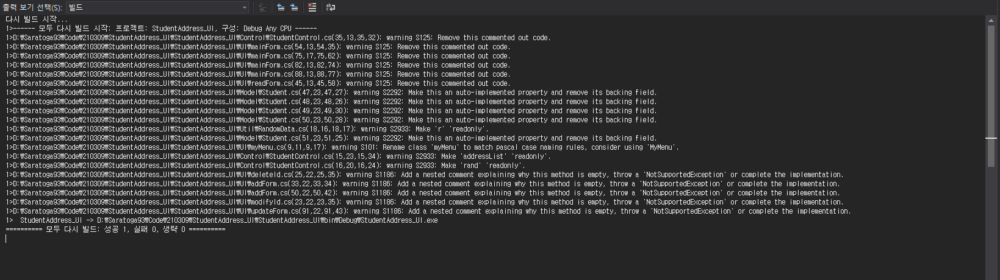 출력 보기 선택(S): 빌드
다시 빌드 시작...
1>------ 모두 다시 빌드 시작: 프로젝트: StudentAddress_UI, 구성: Debug Any CPU ------
1>D:₩Saratoga93₩Code₩210309₩StudentAddress_UI₩StudentAddress_UI₩Control₩StudentControl.cs(35,13,35,32): warning S125: Remove this commented out code.
1>D:₩Saratoga93₩Code₩210309₩StudentAddress_UI₩StudentAddress_UI₩UI₩mainForm.cs(54,13,54,35): warning S125: Remove this commented out code.
1>D:₩Saratoga93₩Code₩210309₩StudentAddress_UI₩StudentAddress_UI₩UI₩mainForm.cs(75,17,75,62): warning S125: Remove this commented out code.
1>D:₩Saratoga93₩Code₩210309₩StudentAddress_UI₩StudentAddress_UI₩UI₩mainForm.cs(82,13,82,74): warning S125: Remove this commented out code.
1>D:₩Saratoga93₩Code₩210309₩StudentAddress_UI₩StudentAddress_UI₩UI₩mainForm.cs(88,13,88,77): warning S125: Remove this commented out code.
1>D:₩Saratoga93₩Code₩210309₩StudentAddress_UI₩StudentAddress_UI₩UI₩readForm.cs(45,13,45,58): warning S125: Remove this commented out code.
1>D:₩Saratoga93₩Code₩210309₩StudentAddress_UI₩StudentAddress_UI₩Model₩Student.cs(47,23,47,27): warning S2292: Make this an auto-implemented property and remove its backing field.
1>D:₩Saratoga93₩Code₩210309₩StudentAddress_UI₩StudentAddress_UI₩Model₩Student.cs(48,23,48,26): warning S2292: Make this an auto-implemented property and remove its backing field.
1>D:₩Saratoga93₩Code₩210309₩StudentAddress_UI₩StudentAddress_UI₩Model₩Student.cs(49,23,49,30): warning S2292: Make this an auto-implemented property and remove its backing field.
1>D:₩Saratoga93₩Code₩210309₩StudentAddress_UI₩StudentAddress_UI₩Model₩Student.cs(50,23,50,28): warning S2292: Make this an auto-implemented property and remove its backing field.
1>D:₩Saratoga93₩Code₩210309₩StudentAddress_UI₩StudentAddress_UI₩Util₩RandomData.cs(18,16,18,17): warning S2933: Make 'r' 'readonly'.
1>D:₩Saratoga93₩Code₩210309₩StudentAddress_UI₩StudentAddress_UI₩Model₩Student.cs(51,23,51,25): warning S2292: Make this an auto-implemented property and remove its backing field.
1>D:₩Saratoga93₩Code₩210309₩StudentAddress_UI₩StudentAddress_UI₩UI₩myMenu.cs(9,11,9,17): warning S101: Rename class 'myMenu' to match pascal case naming rules, consider using 'MyMenu'.
1>D:₩Saratoga93₩Code₩210309₩StudentAddress_UI₩StudentAddress_UI₩Control₩StudentControl.cs(15,23,15,34): warning S2933: Make 'addressList' 'readonly'.
1>D:₩Saratoga93₩Code₩210309₩StudentAddress_UI₩StudentAddress_UI₩Control₩StudentControl.cs(16,20,16,24): warning S2933: Make 'rand' 'readonly'.
1>D:₩Saratoga93₩Code₩210309₩StudentAddress_UI₩StudentAddress_UI₩UI₩deleteId.cs(25,22,25,35): warning S1186: Add a nested comment explaining why this method is empty, throw a 'NotSupportedException' or complete the implementation.
1>D:₩Saratoga93₩Code₩210309₩StudentAddress_UI₩StudentAddress_UI₩UI₩addForm.cs(33,22,33,34): warning S1186: Add a nested comment explaining why this method is empty, throw a 'NotSupportedException' or complete the implementation.
1>D:₩Saratoga93₩Code₩210309₩StudentAddress_UI₩StudentAddress_UI₩UI₩addForm.cs(50,22,50,42): warning S1186: Add a nested comment explaining why this method is empty, throw a 'NotSupportedException' or complete the implementation.
1>D:₩Saratoga93₩Code₩210309₩StudentAddress_UI₩StudentAddress_UI₩UI₩modifyId.cs(23,22,23,35): warning S1186: Add a nested comment explaining why this method is empty, throw a 'NotSupportedException' or complete the implementation.
1>D:₩Saratoga93₩Code₩210309₩StudentAddress_UI₩StudentAddress_UI₩UI₩updateForm.cs(91,22,91,43): warning S1186: Add a nested comment explaining why this method is empty, throw a 'NotSupportedException' or complete the implementation.
1>  StudentAddress_UI -> D:₩Saratoga93₩Code₩210309₩StudentAddress_UI₩StudentAddress_UI₩bin₩Debug₩StudentAddress_UI.exe
========== 모두 다시 빌드: 성공 1, 실패 0, 생략 0 ==========